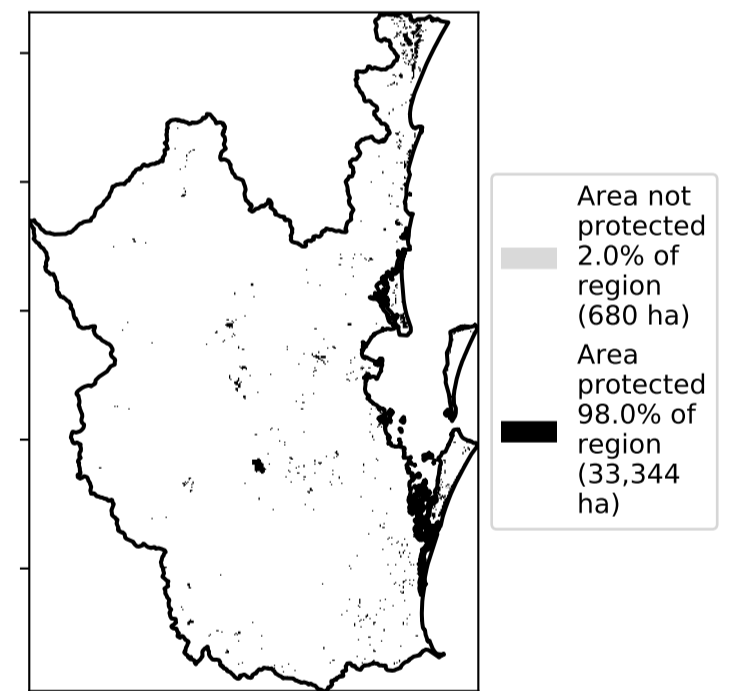 Area not
protected
2.0% of
region
(680 ha)
Area
protected
98.0% of
region
(33,344
ha)